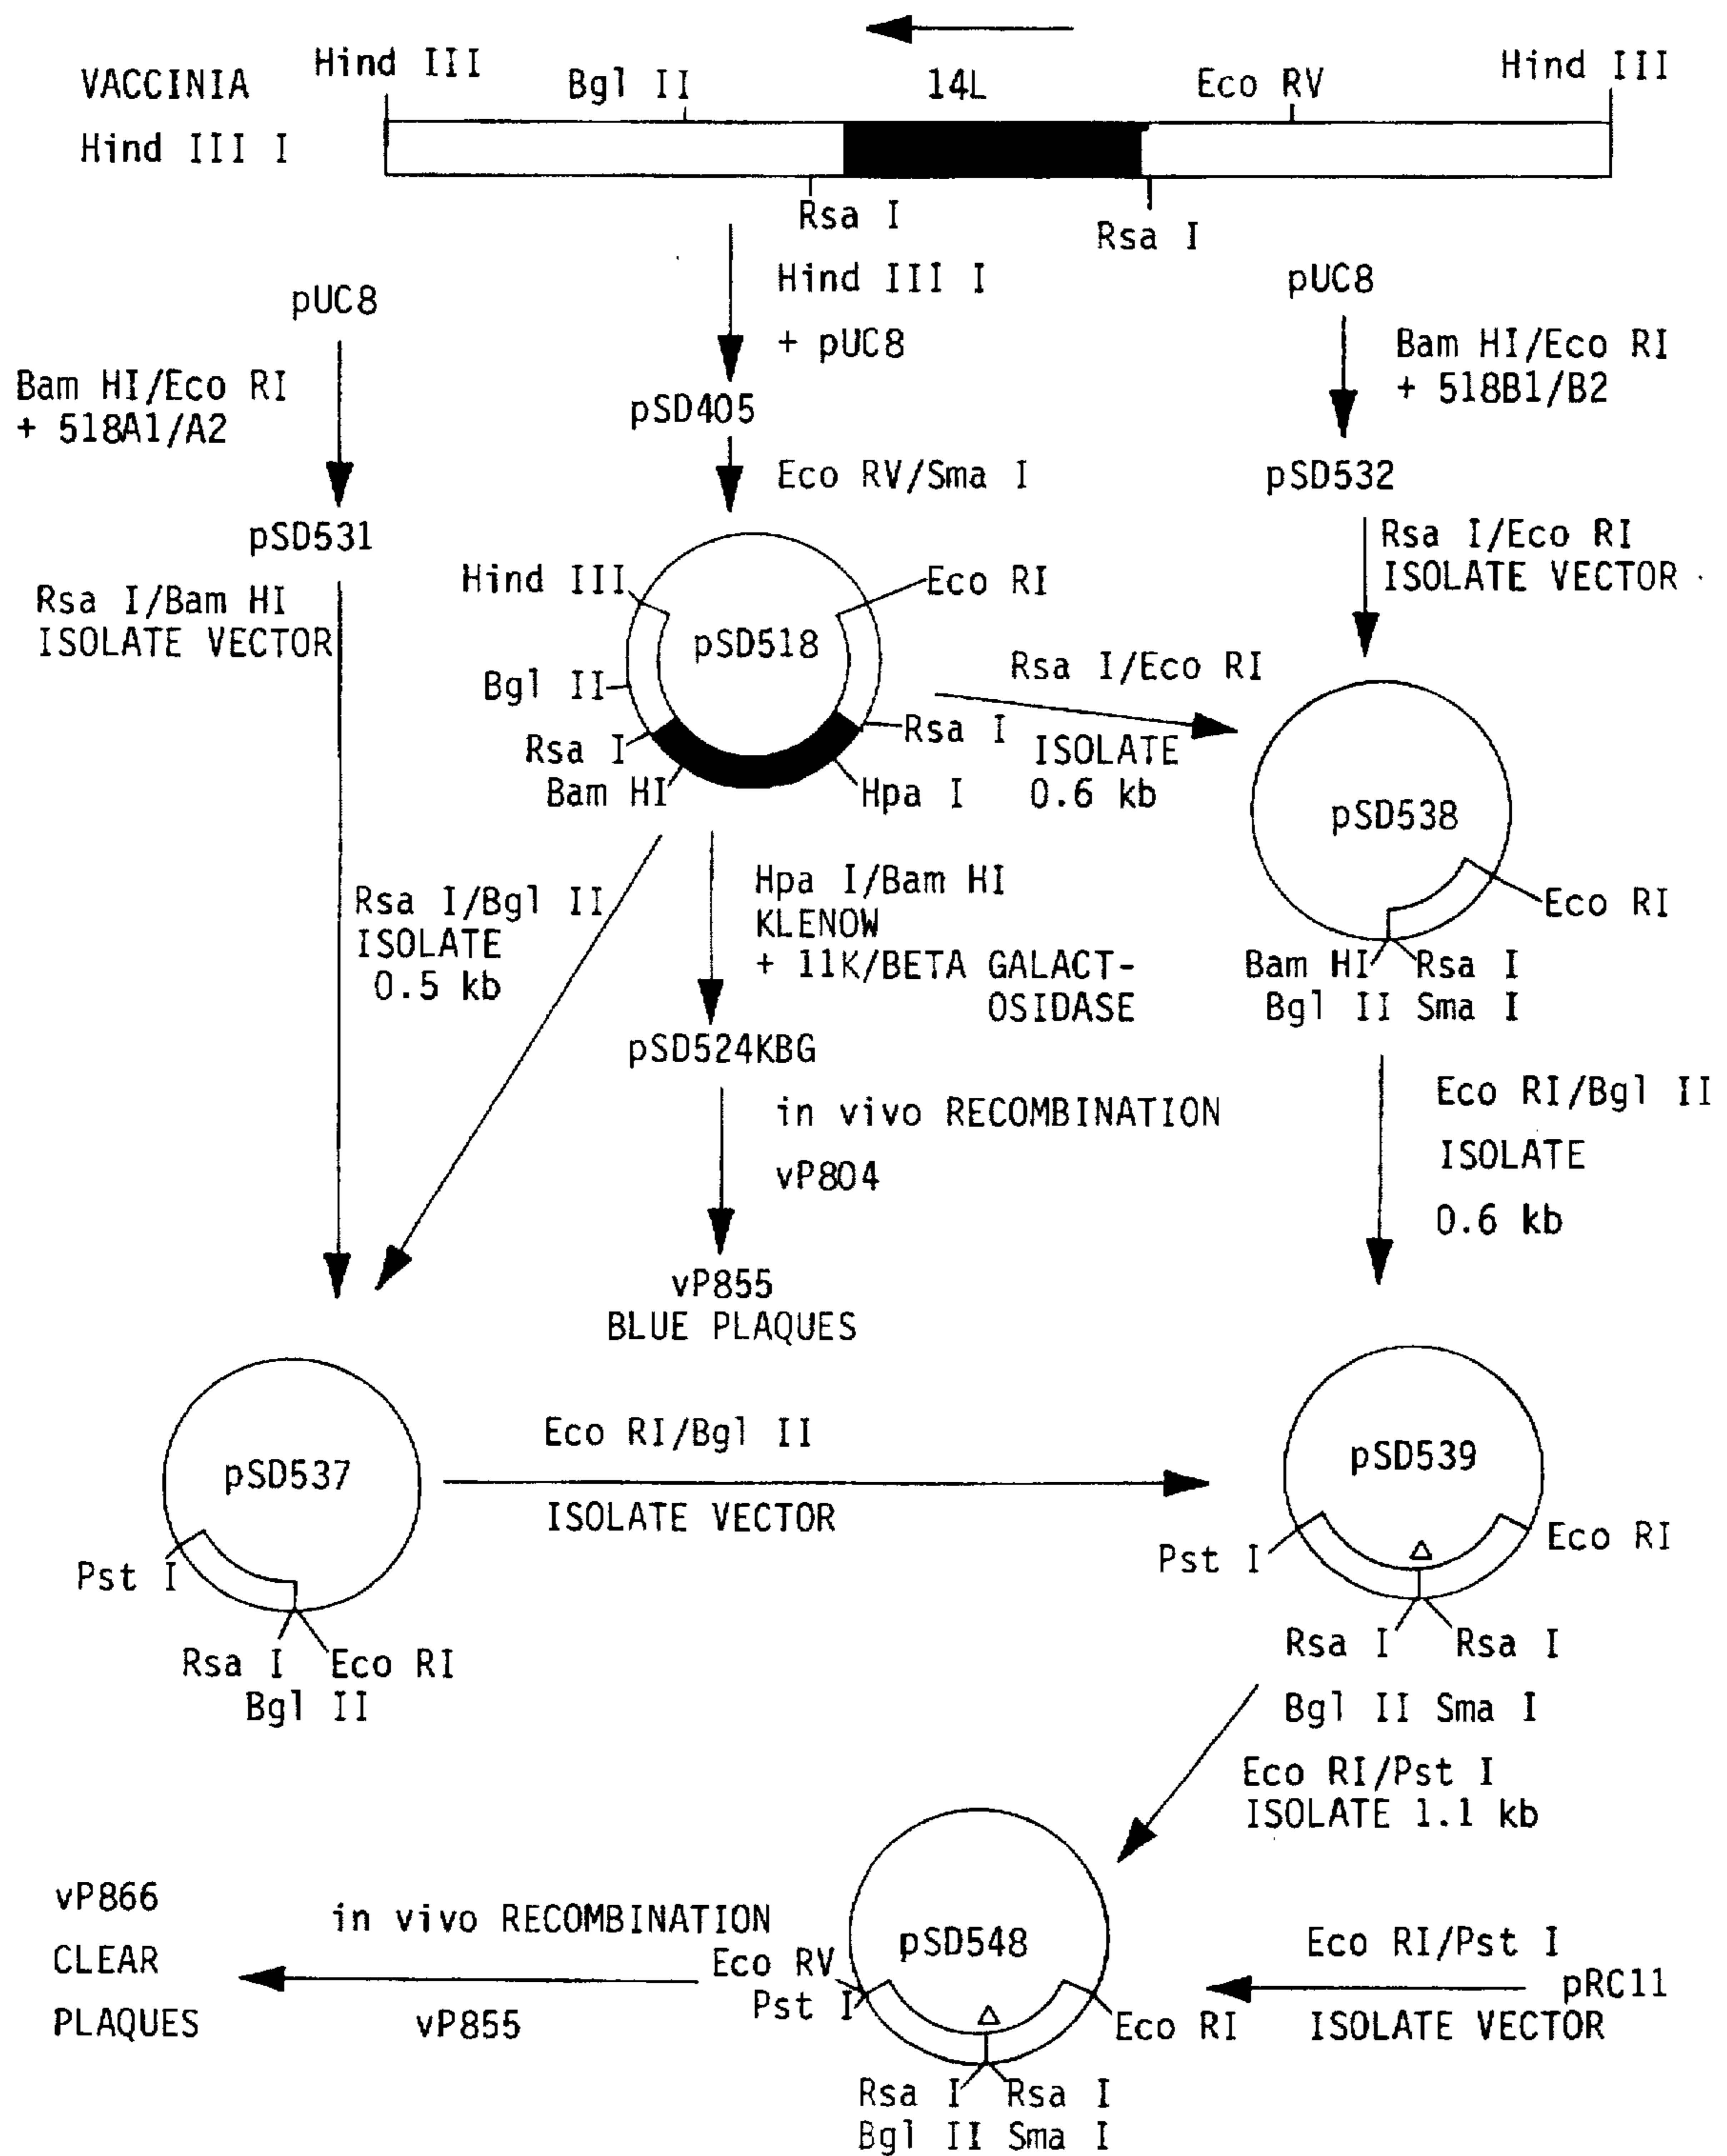 VACCINIA
Hind III I
Hind III
Bgl II
14L
Eco RV
Hind III
Rsa I
Rsa I
Hind III I
+ pUC8
pUC8
Bam HI/Eco RI
+ 518A1/A2
pSD531
Rsa I/Bam HI
ISOLATE VECTOR
pSD405
Eco RV/Sma I
pUC8
Bam HI/Eco RI
+ 518B1/B2
pSD532
Rsa I/Eco RI
ISOLATE VECTOR
Hind III
Eco RI
pSD518
Bgl II
Rsa I
Bam HI
Rsa I
Hpa I
Rsa I/Eco RI
ISOLATE
0.6 kb
pSD538
Eco RI
Bam HI Rsa I
Bgl II Sma I
Rsa I/Bgl II
ISOLATE
0.5 kb
Hpa I/Bam HI
KLENOW
+ 11K/BETA GALACT-
OSIDASE
pSD524KBG
in vivo RECOMBINATION
vP804
vP855
BLUE PLAQUES
Eco RI/Bgl II
ISOLATE
0.6 kb
pSD537
Pst I
Rsa I Eco RI
Bgl II
Eco RI/Bgl II
ISOLATE VECTOR
pSD539
Pst I
Eco RI
Δ
Rsa I Rsa I
Bgl II Sma I
Eco RI/Pst I
ISOLATE 1.1 kb
pSD548
Eco RV
Pst I
Δ
Eco RI
Rsa I Rsa I
Bgl II Sma I
Eco RI/Pst I
pRC11
ISOLATE VECTOR
in vivo RECOMBINATION
vP855
vP866
CLEAR
PLAQUES